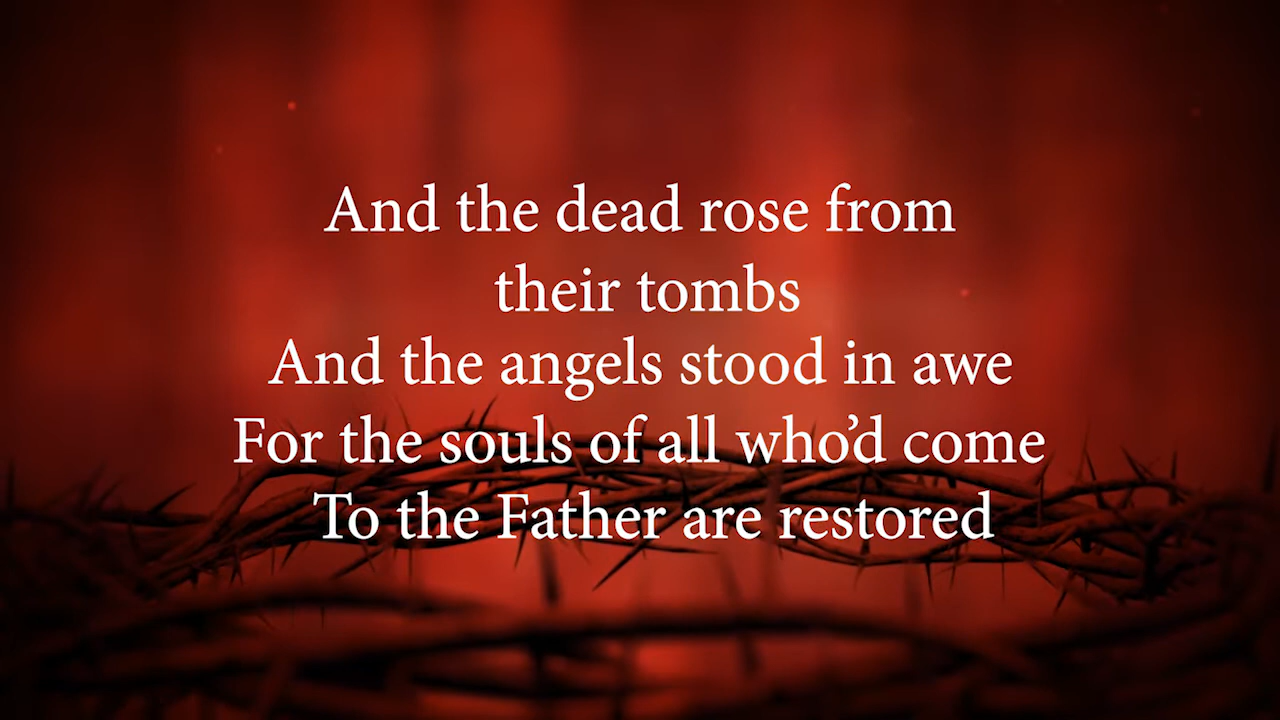 And the dead rose from
their tombs
And the angels stood in awe
For the souls of all who’d come
To the Father are restored